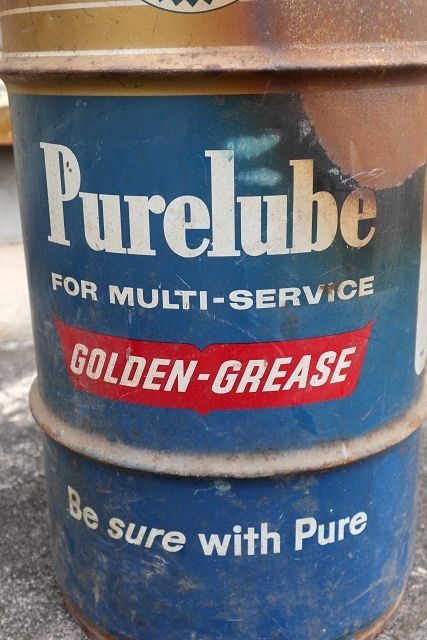 Purelube
FOR MULTI-SERVICE
GOLDEN-GREASE
Be sure with Pure